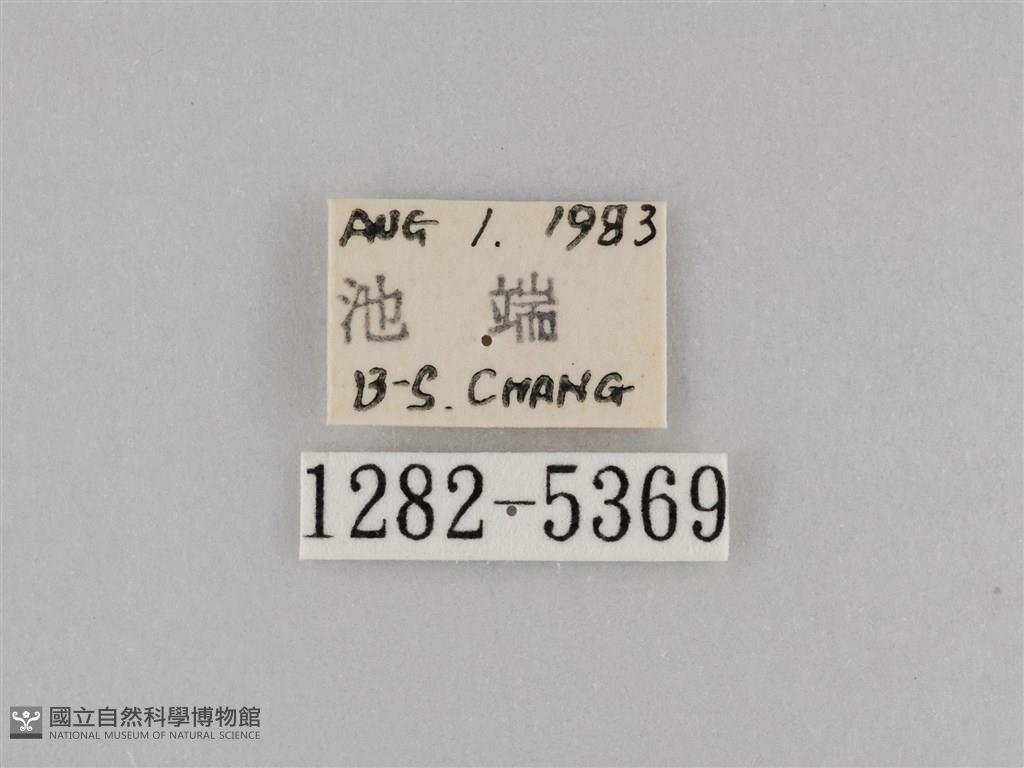 AUG 1. 1983
池 端
B-S. CHANG
1282-5369
國立自然科學博物館
NATIONAL MUSEUM OF NATURAL SCIENCE